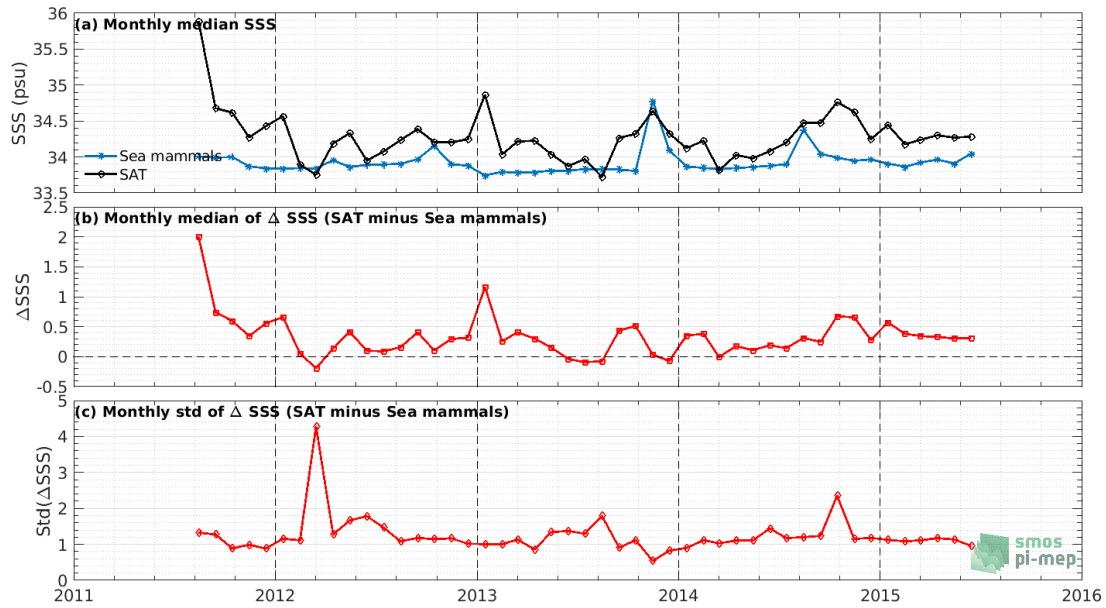 (a) Monthly median SSS
36
35.5
35
34.5
34
33.5
SSS (psu)
Sea mammals
SAT
(b) Monthly median of Δ SSS (SAT minus Sea mammals)
2.5
2
1.5
1
0.5
0
-0.5
ΔSSS
(c) Monthly std of Δ SSS (SAT minus Sea mammals)
5
4
3
2
1
0
Std(ΔSSS)
smos
pi-mep
2011 2012 2013 2014 2015 2016